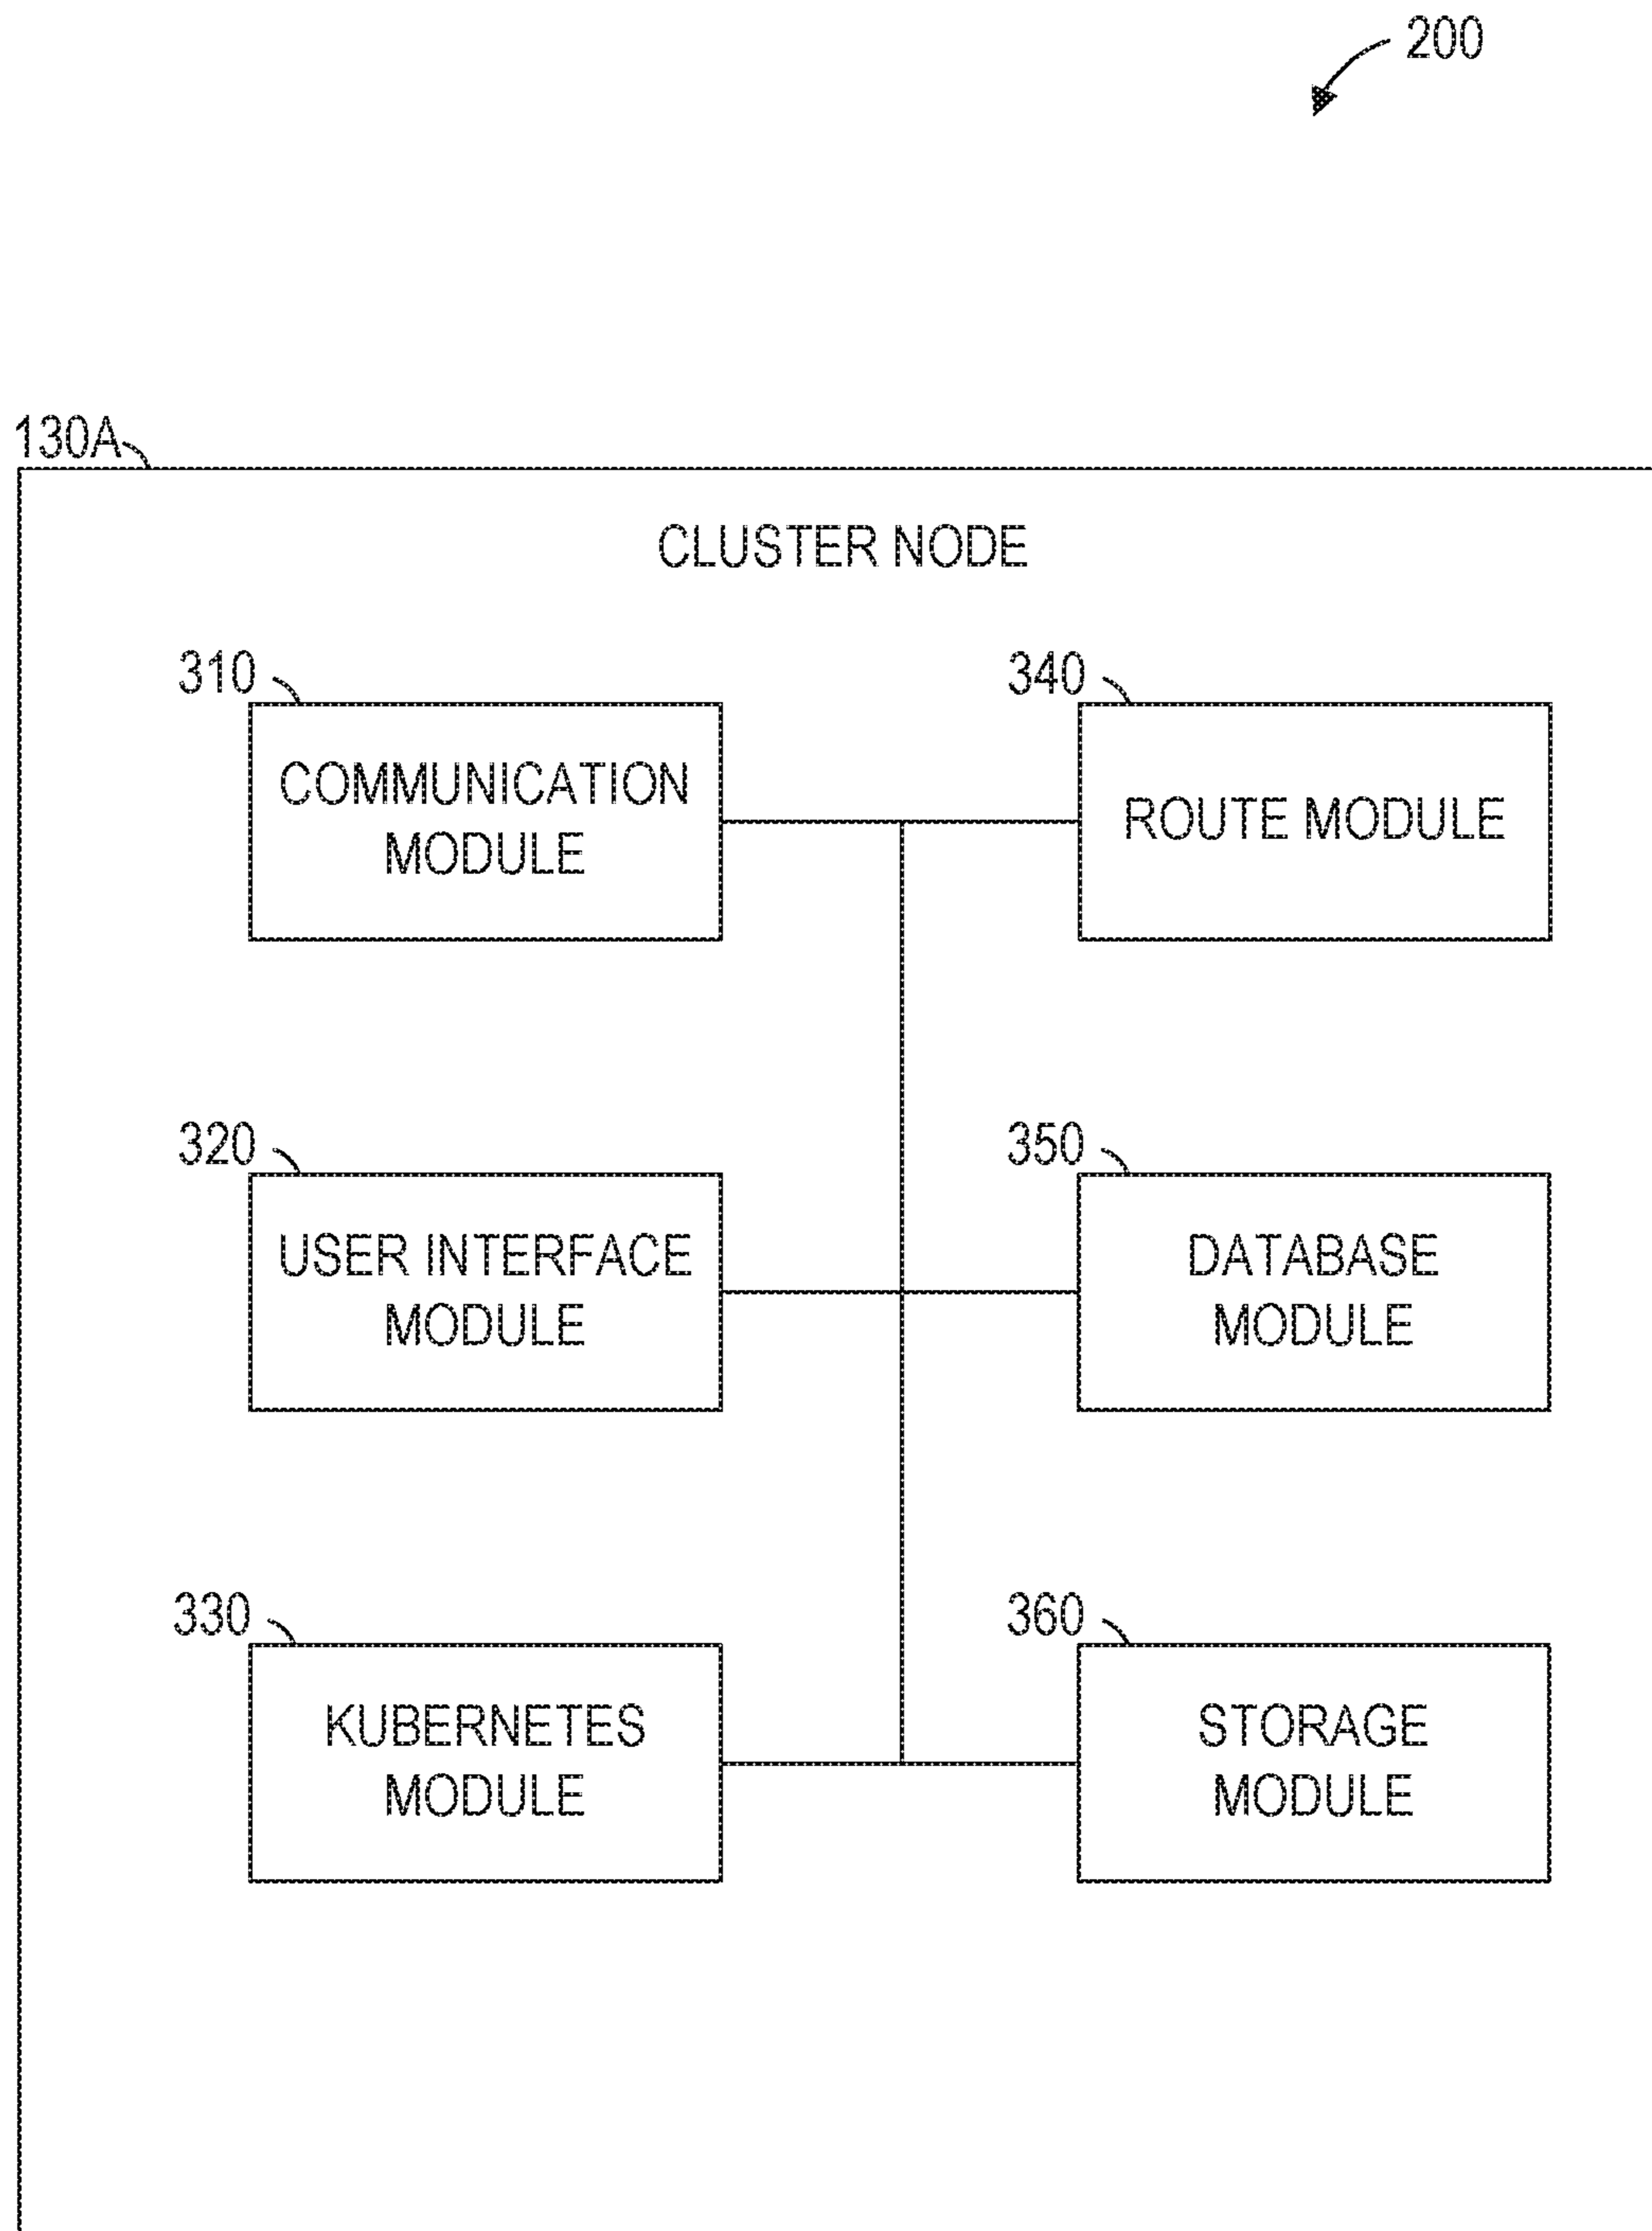 200
130A
CLUSTER NODE
310
COMMUNICATION
MODULE
340
ROUTE MODULE
320
USER INTERFACE
MODULE
350
DATABASE
MODULE
330
KUBERNETES
MODULE
360
STORAGE
MODULE